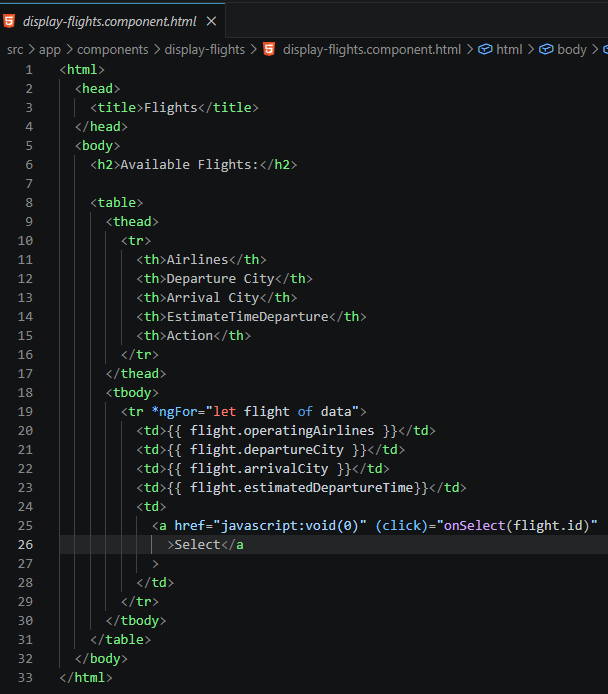 display-flights.component.html ×
src > app > components > display-flights > display-flights.component.html > html > body >
1 <html>
2   <head>
3     <title>Flights</title>
4   </head>
5   <body>
6     <h2>Available Flights:</h2>
7
8     <table>
9       <thead>
10         <tr>
11           <th>Airlines</th>
12           <th>Departure City</th>
13           <th>Arrival City</th>
14           <th>EstimateTimeDeparture</th>
15           <th>Action</th>
16         </tr>
17       </thead>
18       <tbody>
19         <tr *ngFor="let flight of data">
20           <td>{{ flight.operatingAirlines }}</td>
21           <td>{{ flight.departureCity }}</td>
22           <td>{{ flight.arrivalCity }}</td>
23           <td>{{ flight.estimatedDepartureTime}}</td>
24           <td>
25             <a href="javascript:void(0)" (click)="onSelect(flight.id)"
26               >Select</a
27             >
28           </td>
29         </tr>
30       </tbody>
31     </table>
32   </body>
33 </html>